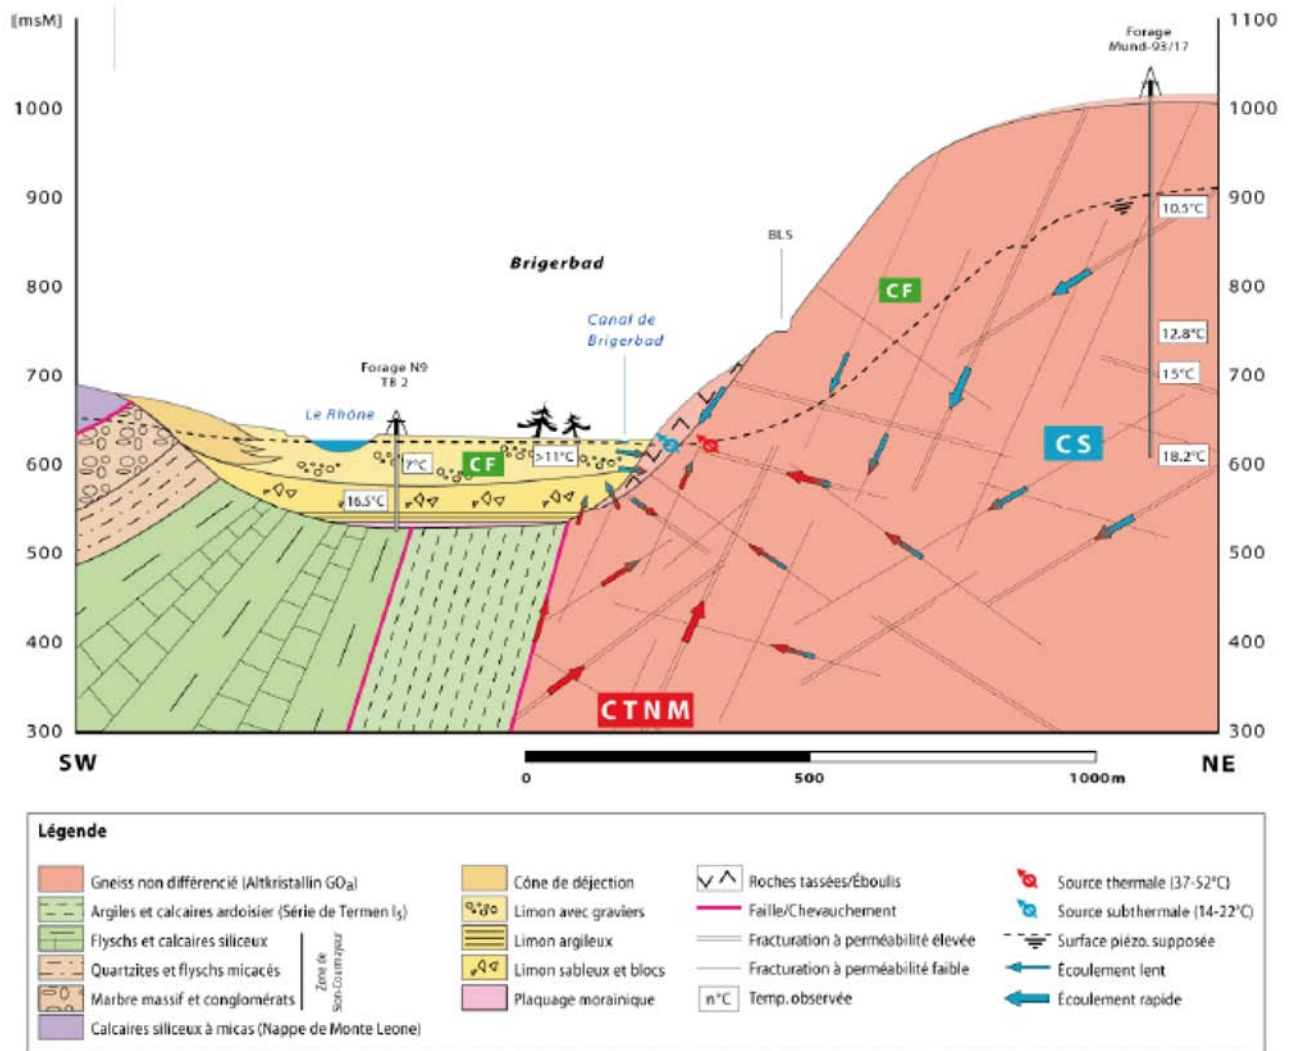 [msM]
1100
Forage
Mund-93/17
1000
1000
900
900
10.5°C
BLS
Brigerbad
CF
800
800
Canal de
Brigerbad
12.8°C
Forage N9
TB 2
700
700
15°C
Le Rhône
CS
600
7°C
CF
>11°C
600
18.2°C
16.5°C
500
500
400
400
CTNM
300
300
SW
NE
0
500
1000m
Légende
Gneiss non différencié (Altkristallin GOa)
Argiles et calcaires ardoisier (Série de Termen I5)
Flyschs et calcaires siliceux
Quartzites et flyschs micacés
Marbre massif et conglomérats
Zone de
Sion-Courmayeur
Calcaires siliceux à micas (Nappe de Monte Leone)
Cône de déjection
Limon avec graviers
Limon argileux
Limon sableux et blocs
Plaquage morainique
Roches tassées/Éboulis
Faille/Chevauchement
Fracturation à perméabilité élevée
Fracturation à perméabilité faible
n°C
Temp. observée
Source thermale (37-52°C)
Source subthermale (14-22°C)
Surface piézo. supposée
Écoulement lent
Écoulement rapide